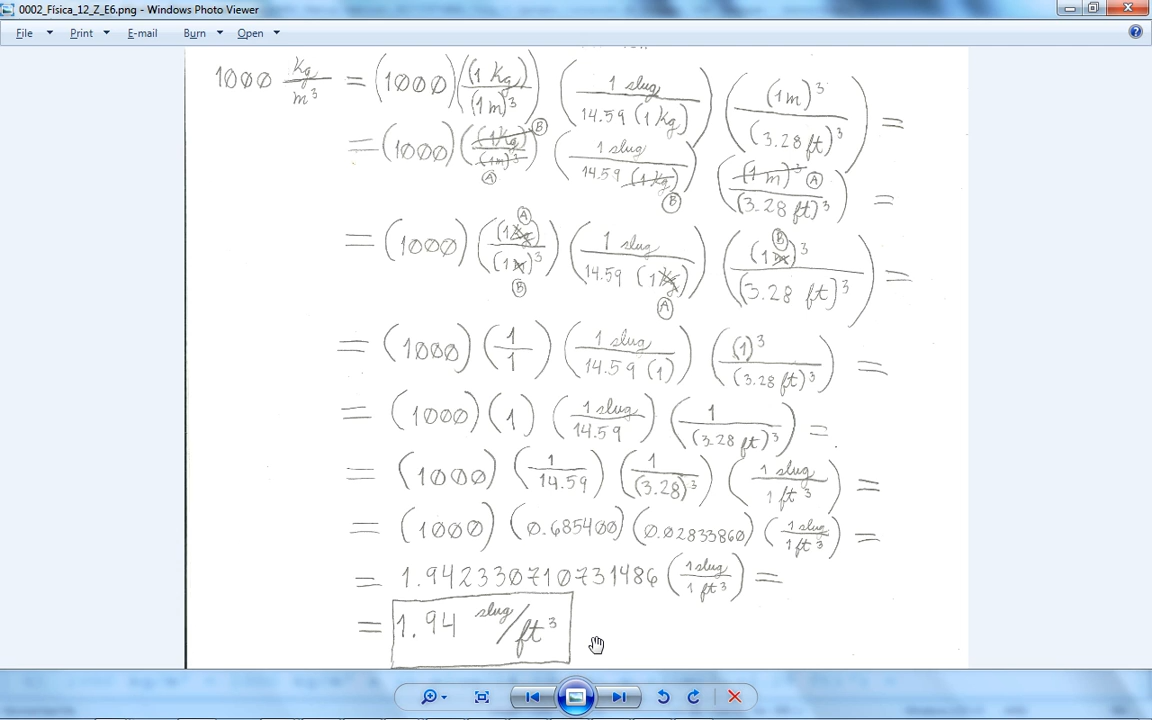 0002_Física_12_Z_E6.png - Windows Photo Viewer
File Print E-mail Burn Open
1000 Kg/m³ = (1000) ((1 Kg)/(1m)³) (1 slug/14.59 (1 Kg)) ((1m)³/(3.28 ft)³) =
= (1000) ((1 Kg)/(1m)³) (1 slug/14.59 (1 Kg)) ((1 m)³/(3.28 ft)³) =
B A B A
= (1000) ((1 Kg)/(1 m)³) (1 slug/14.59 (1 Kg)) ((1 m)³/(3.28 ft)³) =
A B A B
= (1000) (1/1) (1 slug/14.59 (1)) ((1)³/(3.28 ft)³) =
= (1000) (1) (1 slug/14.59) (1/(3.28 ft)³) =
= (1000) (1/14.59) (1/(3.28)³) (1 slug/1 ft³) =
= (1000) (0.685400) (0.02833860) (1 slug/1 ft³) =
= 1.942330710731486 (1 slug/1 ft³) =
= 1.94 slug/ft³